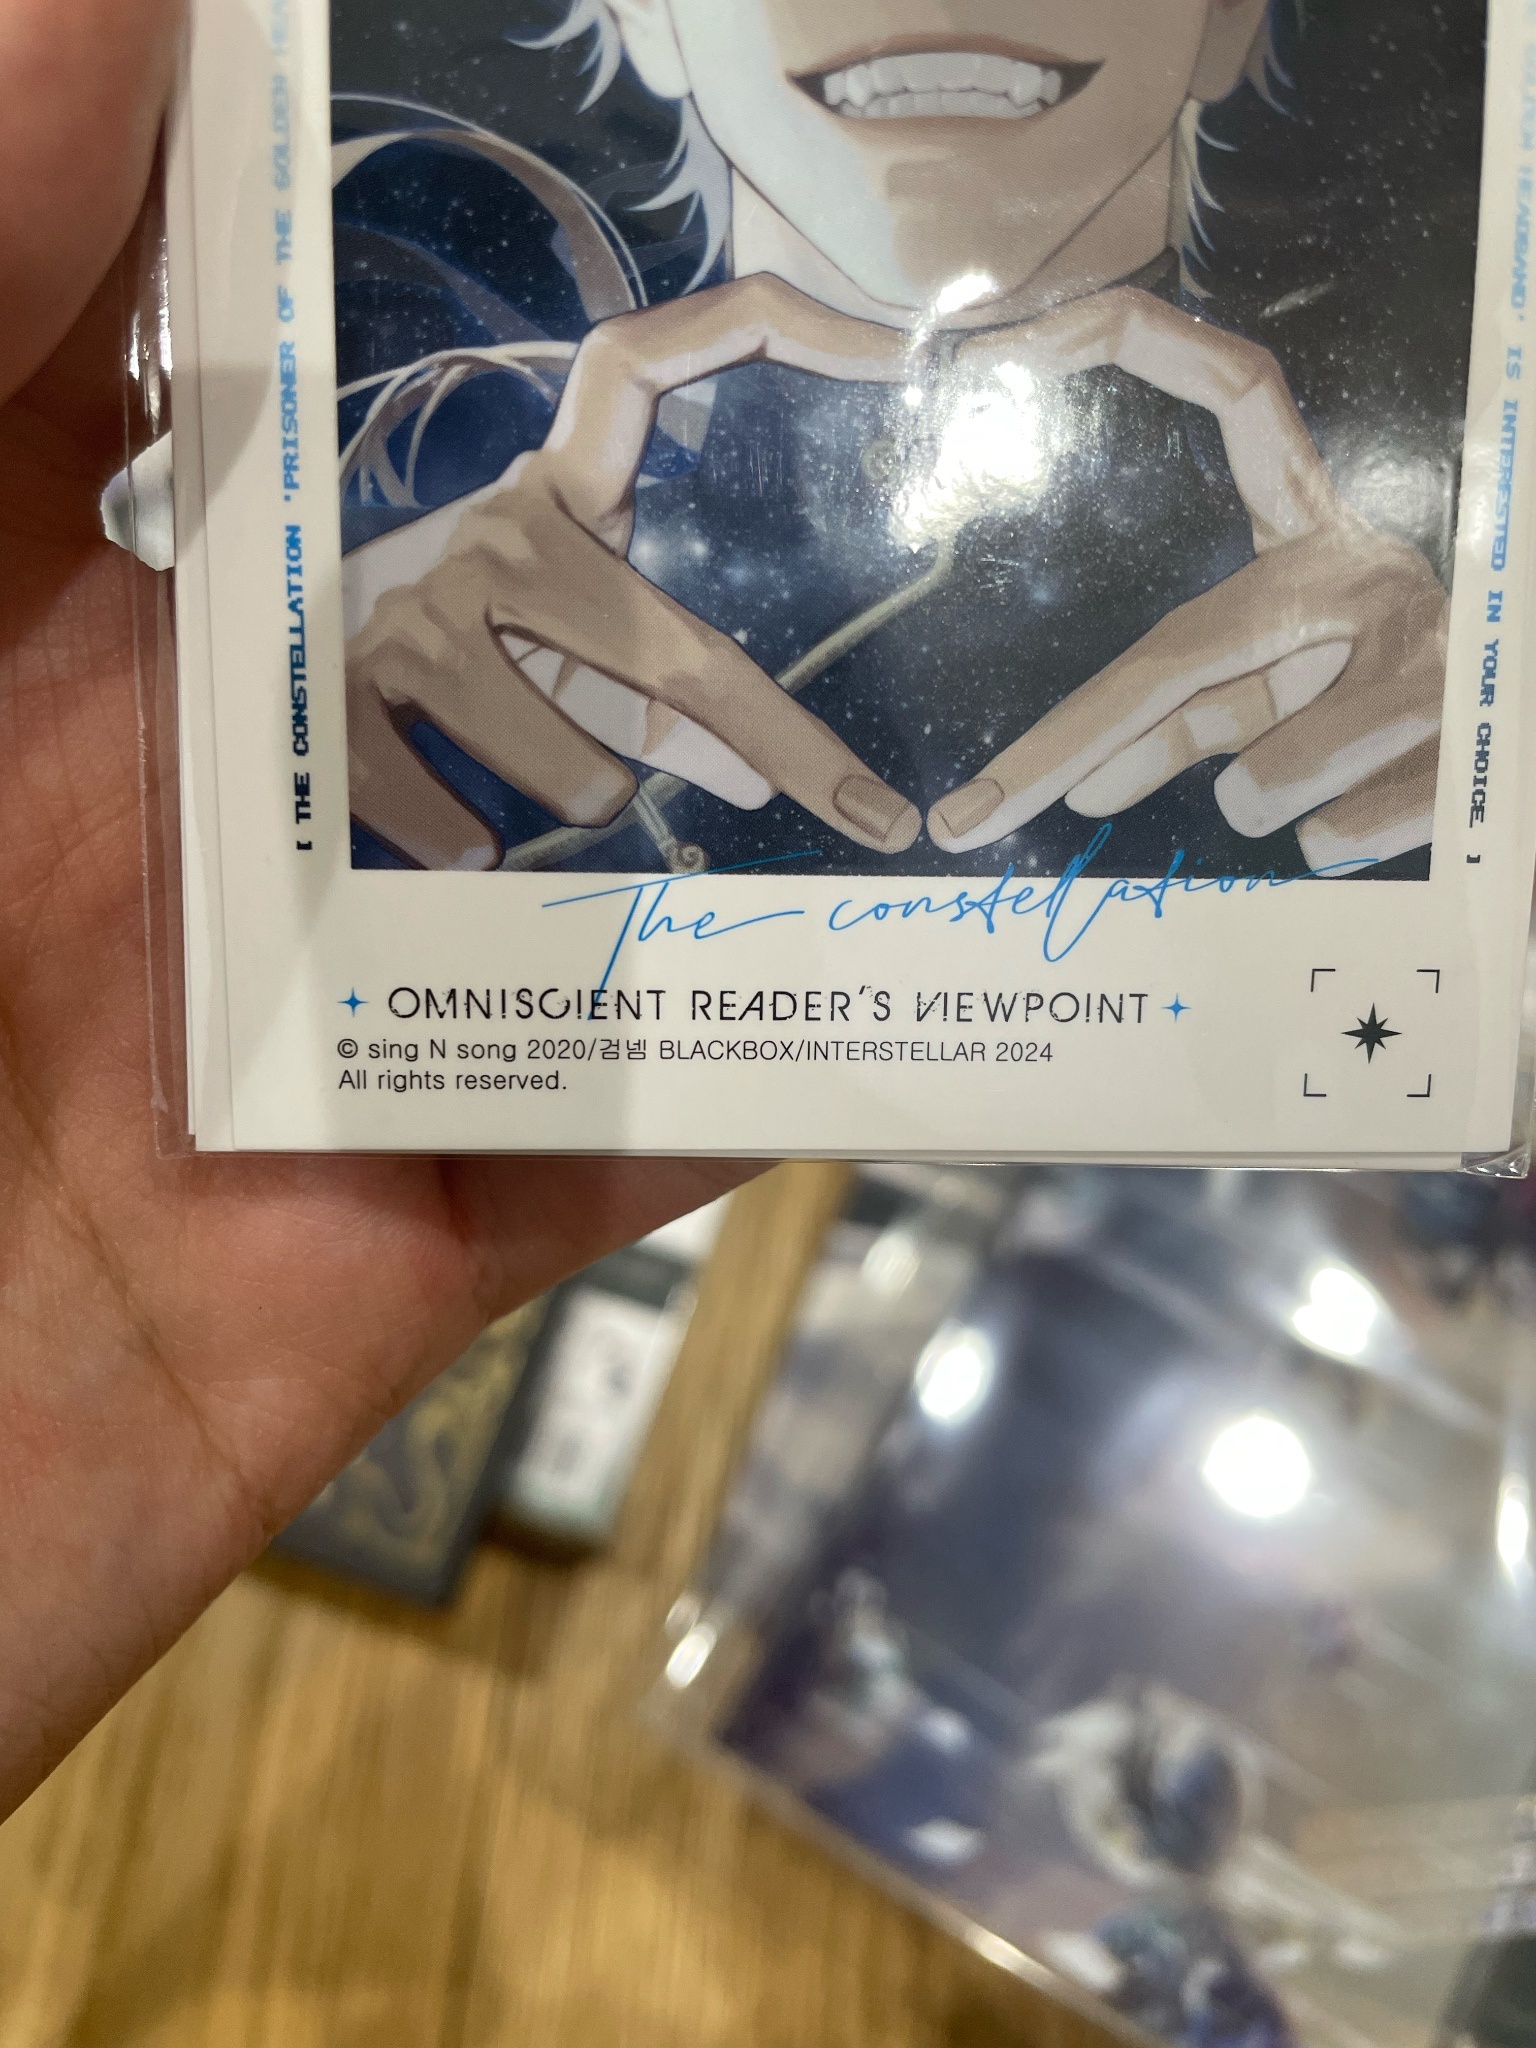 [ THE CONSTELLATION 'PRISONER OF THE GOLDEN
HEADBAND' IS INTERESTED IN YOUR CHOICE. ]
The constellation
OMNISCIENT READER'S VIEWPOINT
© sing N song 2020/검넴 BLACKBOX/INTERSTELLAR 2024
All rights reserved.